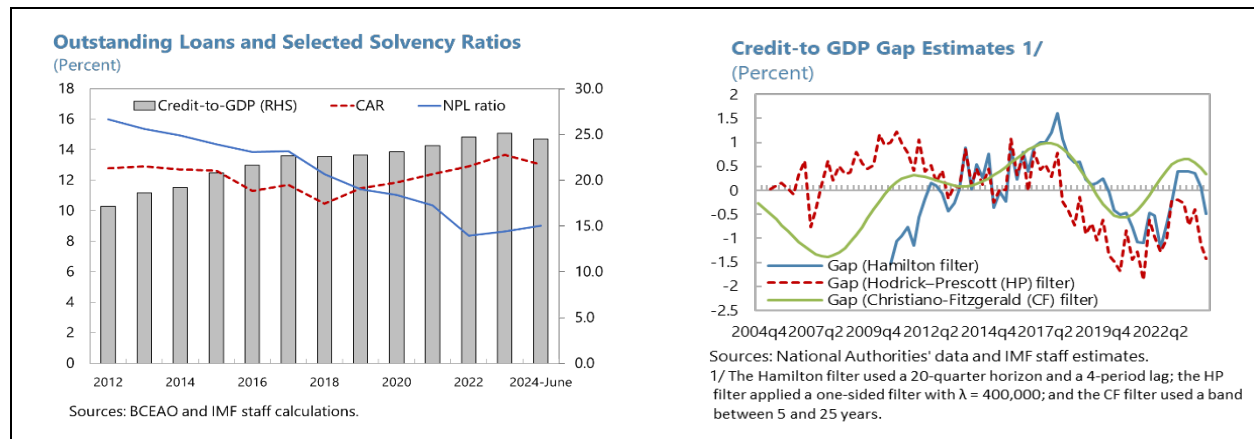 Outstanding Loans and Selected Solvency Ratios
(Percent)
18
16
14
12
10
8
6
4
2
0
30.0
25.0
20.0
15.0
10.0
5.0
0.0
Credit-to-GDP (RHS)
CAR
NPL ratio
2012 2014 2016 2018 2020 2022 2024-June
Sources: BCEAO and IMF staff calculations.
Credit-to GDP Gap Estimates 1/
(Percent)
2
1.5
1
0.5
0
-0.5
-1
-1.5
-2
-2.5
Gap (Hamilton filter)
Gap (Hodrick–Prescott (HP) filter)
Gap (Christiano-Fitzgerald (CF) filter)
2004q42007q2 2009q4 2012q2 2014q4 2017q2 2019q4 2022q2
Sources: National Authorities' data and IMF staff estimates.
1/ The Hamilton filter used a 20-quarter horizon and a 4-period lag; the HP
filter applied a one-sided filter with λ = 400,000; and the CF filter used a band
between 5 and 25 years.